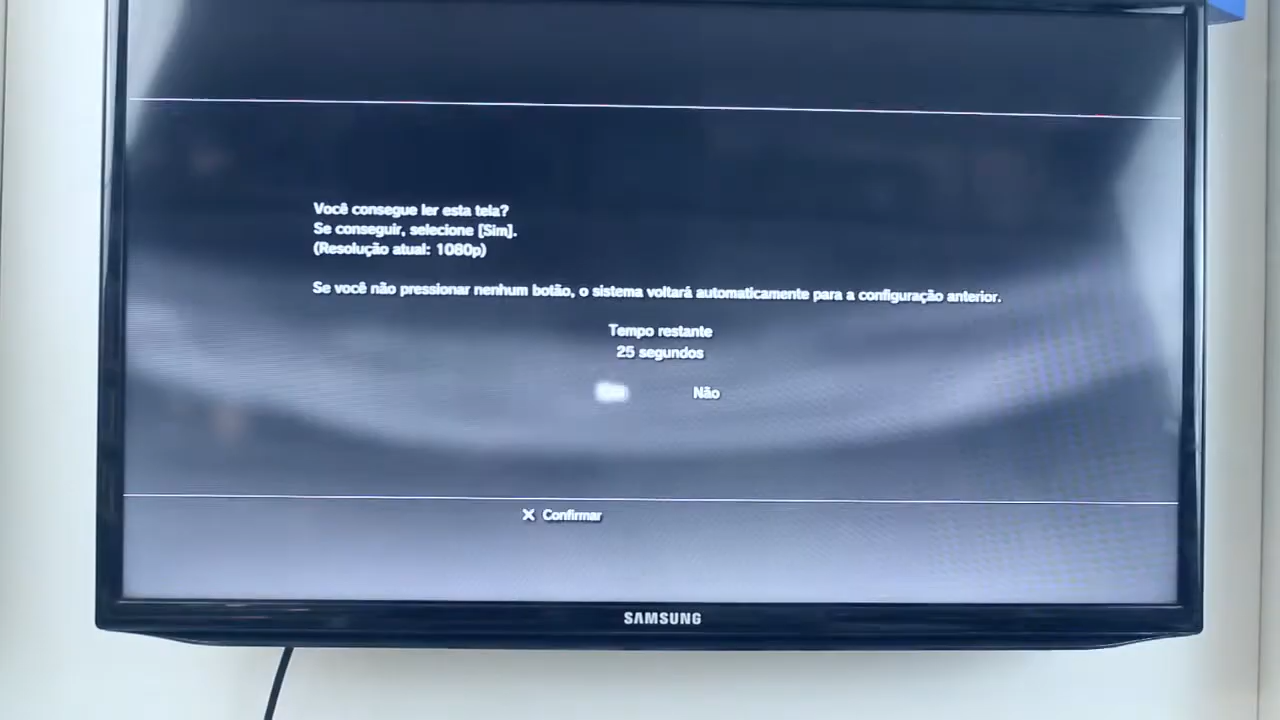 Você consegue ler esta tela?
Se conseguir, selecione [Sim].
(Resolução atual: 1080p)
Se você não pressionar nenhum botão, o sistema voltará automaticamente para a configuração anterior.
Tempo restante
25 segundos
Não
X Confirmar
SAMSUNG